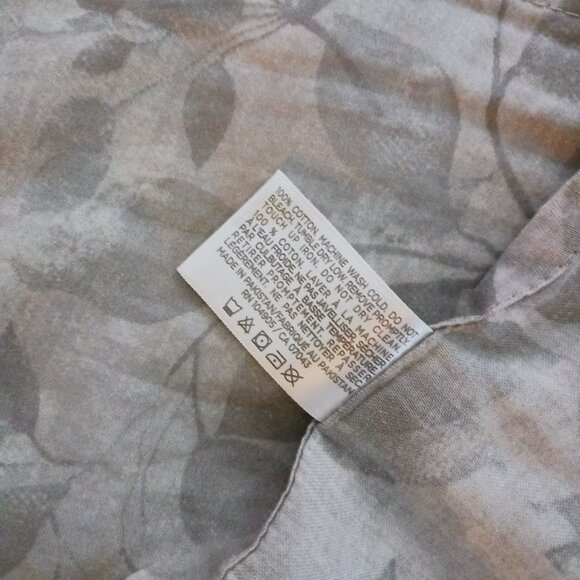 100% COTTON MACHINE WASH COLD, DO NOT
BLEACH TUMBLE DRY LOW REMOVE PROMPTLY
TOUCH UP IRON, DO NOT DRY CLEAN.
100 % COTON LAVER A LA MACHINE
À L'EAU FROIDE NE PAS JAVELLISER SÉCHER
PAR CULBUTAGE À BASSE TEMPÉRATURE
RETIRER PROMPTEMENT REPASSER
LÉGÈREMENT, NE PAS NETTOYER À SEC
MADE IN PAKISTAN/FABRIQUÉ AU PAKISTAN
RN 104905 / CA 07043